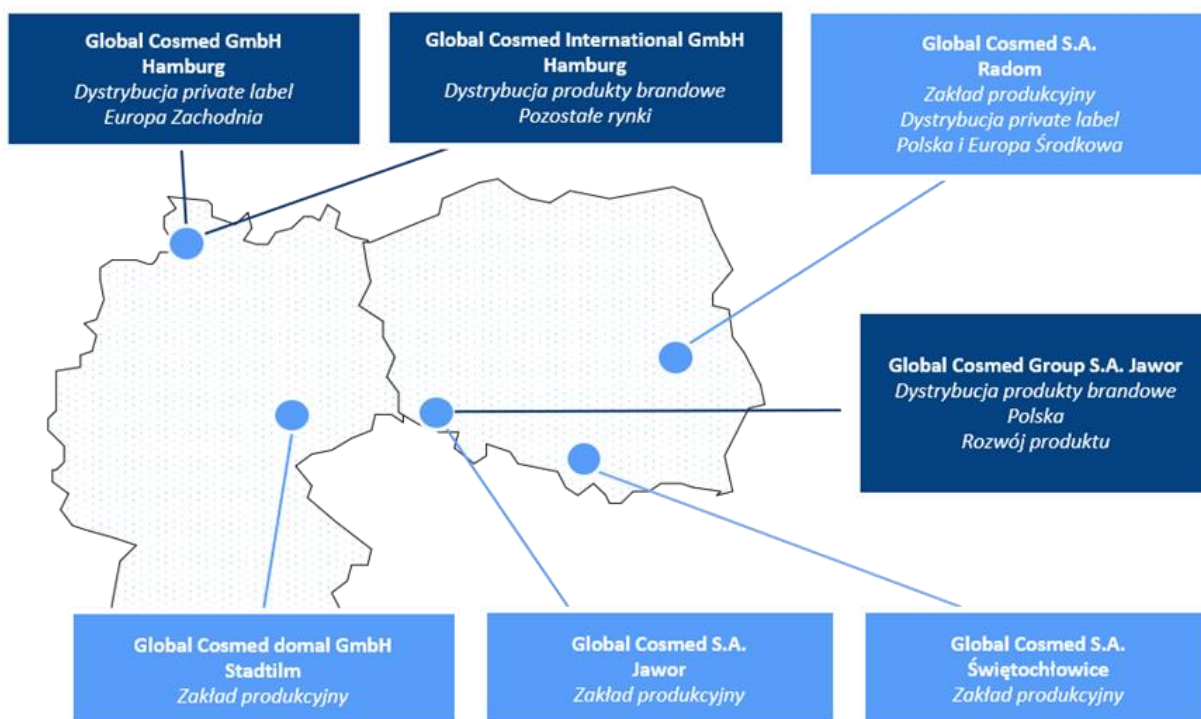 Global Cosmed GmbH
Hamburg
Dystrybucja private label
Europa Zachodnia
Global Cosmed International GmbH
Hamburg
Dystrybucja produkty brandowe
Pozostałe rynki
Global Cosmed S.A.
Radom
Zakład produkcyjny
Dystrybucja private label
Polska i Europa Środkowa
Global Cosmed Group S.A. Jawor
Dystrybucja produkty brandowe
Polska
Rozwój produktu
Global Cosmed domal GmbH
Stadtilm
Zakład produkcyjny
Global Cosmed S.A.
Jawor
Zakład produkcyjny
Global Cosmed S.A.
Świętochłowice
Zakład produkcyjny